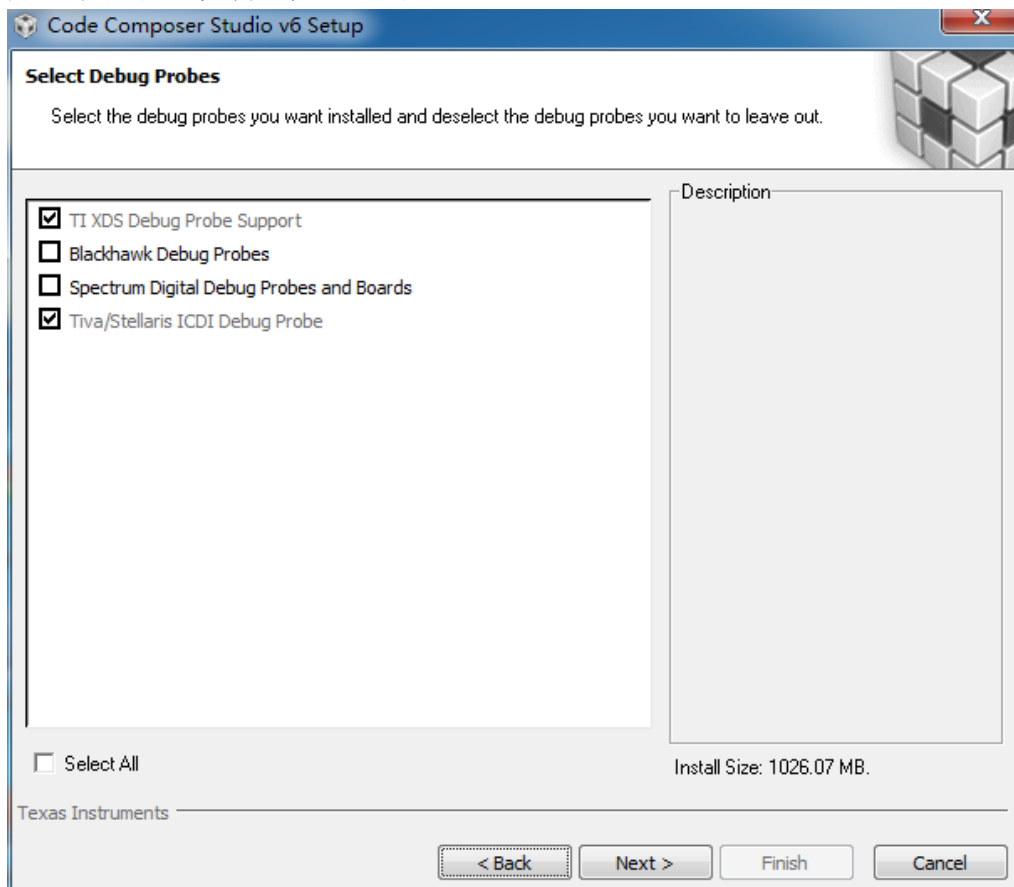 Code Composer Studio v6 Setup
Select Debug Probes
Select the debug probes you want installed and deselect the debug probes you want to leave out.
TI XDS Debug Probe Support
Blackhawk Debug Probes
Spectrum Digital Debug Probes and Boards
Tiva/Stellaris ICDI Debug Probe
Description
Select All
Install Size: 1026.07 MB.
Texas Instruments
< Back
Next >
Finish
Cancel